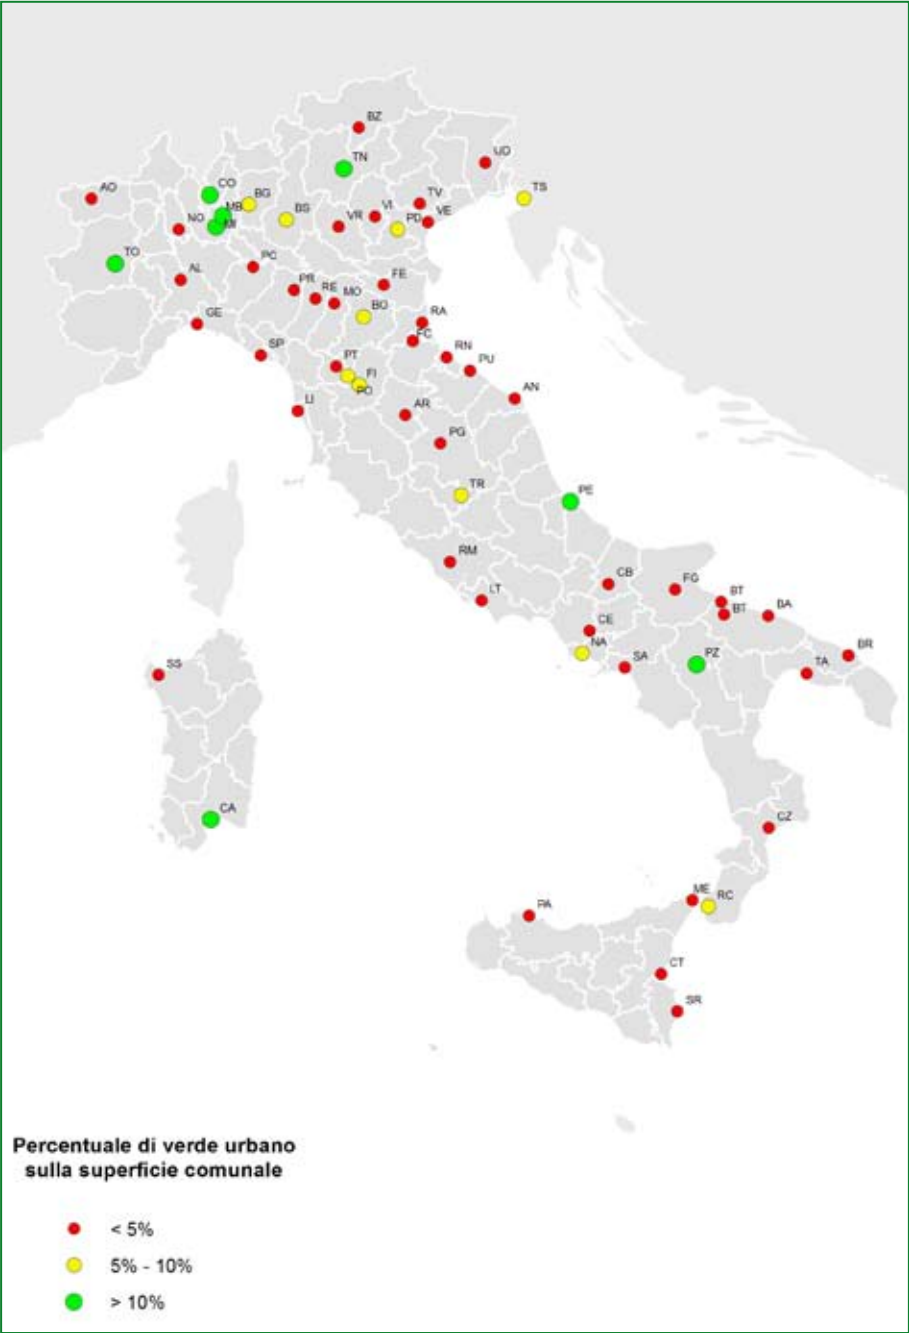 BZ
UD
TN
TS
CO
AO
BG
TV
MB
VI
BS
VE
NO
MI
VR
PD
TO
PC
AL
FE
PR
RE
MO
BO
GE
RA
FC
SP
RN
PT
PU
FI
PO
AN
LI
AR
PG
TR
PE
RM
CB
FG
LT
BT
BT
BA
CE
NA
BR
SA
PZ
SS
TA
CA
CZ
ME
RC
PA
CT
SR
Percentuale di verde urbano
sulla superficie comunale
< 5%
5% - 10%
> 10%